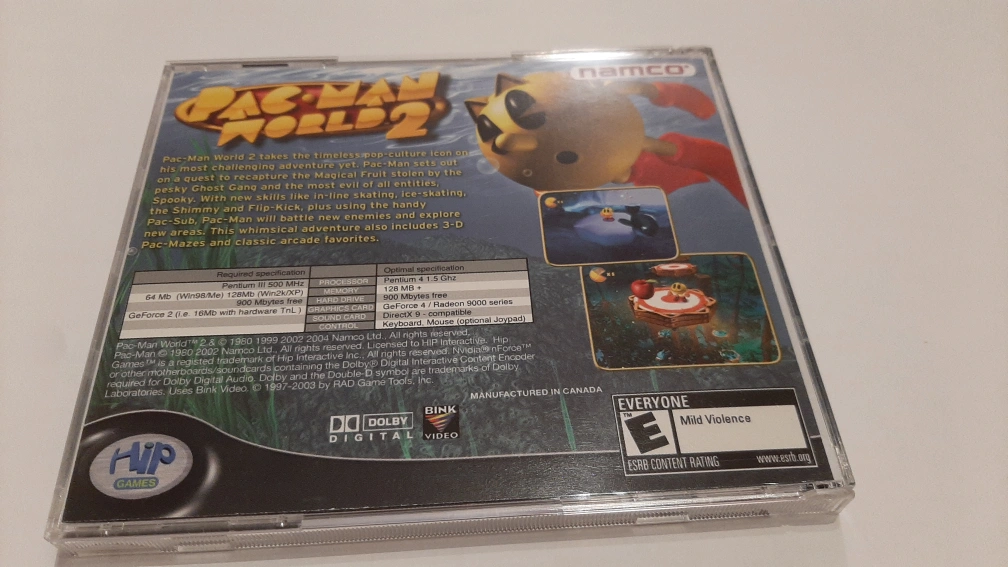 namco
PAC-MAN
WORLD 2
Pac-Man World 2 takes the timeless pop-culture icon on
his most challenging adventure yet. Pac-Man sets out
on a quest to recapture the Magical Fruit stolen by the
pesky Ghost Gang and the most evil of all entities,
Spooky. With new skills like in-line skating, ice-skating,
the Shimmy and Flip-Kick, plus using the handy
Pac-Sub, Pac-Man will battle new enemies and explore
new areas. This whimsical adventure also includes 3-D
Pac-Mazes and classic arcade favorites.
Required specification Optimal specification
Pentium III 500 MHz PROCESSOR Pentium 4 1.5 Ghz
64 Mb (Win98/Me) 128Mb (Win2k/XP) MEMORY 128 MB +
900 Mbytes free HARD DRIVE 900 Mbytes free
GeForce 2 (i.e. 16Mb with hardware TnL) GRAPHICS CARD GeForce 4 / Radeon 9000 series
SOUND CARD DirectX 9 - compatible
CONTROL Keyboard, Mouse (optional Joypad)
Pac-Man World™ 2 & © 1980 1999 2002 2004 Namco Ltd., All rights reserved.
Pac-Man © 1980 2002 Namco Ltd., All rights reserved. Licensed to HIP Interactive. Hip
Games™ is a registed trademark of Hip Interactive Inc., All rights reserved. Nvidia® nForce™
or other motherboards/soundcards containing the Dolby® Digital Interactive Content Encoder
required for Dolby Digital Audio. Dolby and the Double-D symbol are trademarks of Dolby
Laboratories. Uses Bink Video. © 1997-2003 by RAD Game Tools, Inc.
MANUFACTURED IN CANADA
DOLBY
DIGITAL
BINK
VIDEO
EVERYONE
E™
Mild Violence
ESRB CONTENT RATING www.esrb.org
Hip
GAMES